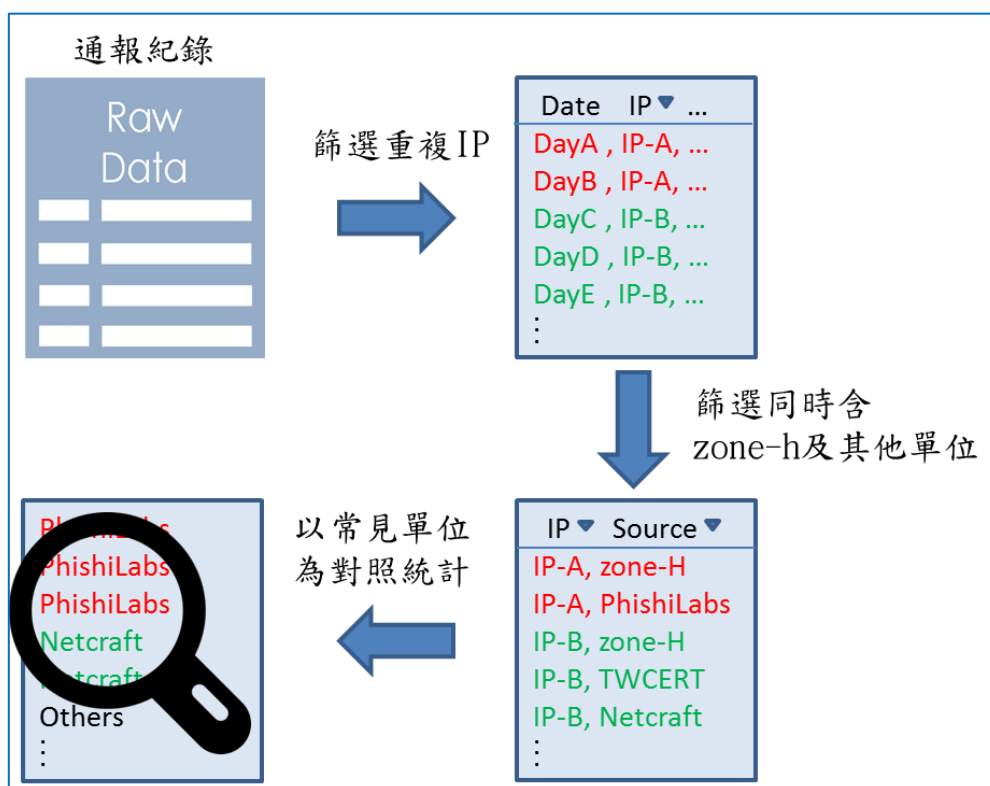 通報紀錄
Raw
Data
篩選重複IP
Date IP ...
DayA , IP-A, ...
DayB , IP-A, ...
DayC , IP-B, ...
DayD , IP-B, ...
DayE , IP-B, ...
篩選同時含
zone-h及其他單位
IP Source
IP-A, zone-H
IP-A, PhishiLabs
IP-B, zone-H
IP-B, TWCERT
IP-B, Netcraft
以常見單位
為對照統計
PhishiLabs
PhishiLabs
PhishiLabs
Netcraft
Netcraft
Others